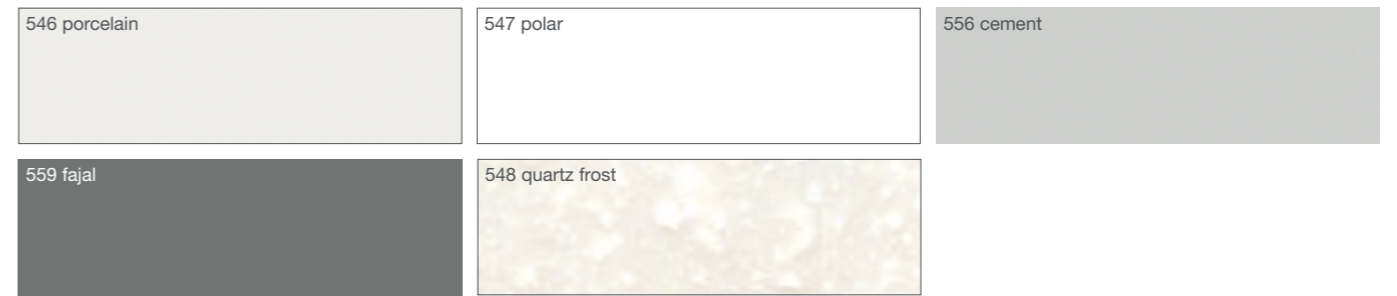 546 porcelain
547 polar
556 cement
559 fajal
548 quartz frost